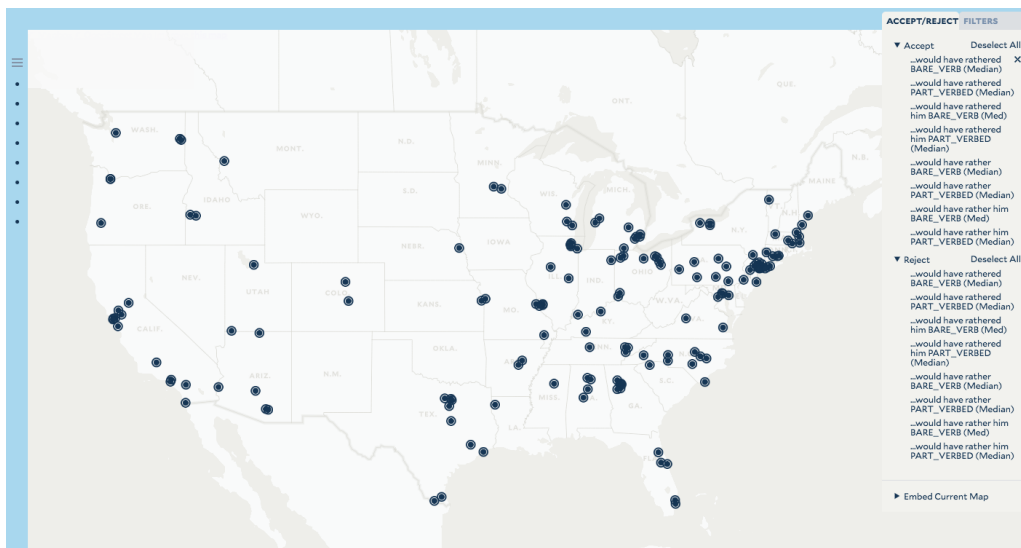 ACCEPT/REJECT FILTERS
▼ Accept Deselect All
...would have rathered ×
BARE_VERB (Median)
...would have rathered
PART_VERBED (Median)
...would have rathered
him BARE_VERB (Med)
...would have rathered
him PART_VERBED
(Median)
...would have rather
BARE_VERB (Median)
...would have rather
PART_VERBED (Median)
...would have rather him
BARE_VERB (Med)
...would have rather him
PART_VERBED (Median)
▼ Reject Deselect All
...would have rathered
BARE_VERB (Median)
...would have rathered
PART_VERBED (Median)
...would have rathered
him BARE_VERB (Med)
...would have rathered
him PART_VERBED
(Median)
...would have rather
BARE_VERB (Median)
...would have rather
PART_VERBED (Median)
...would have rather him
BARE_VERB (Med)
...would have rather him
PART_VERBED (Median)
▶ Embed Current Map
ONT.
QUE.
N.B.
WASH.
MONT.
N.D.
MINN.
MAINE
ORE.
IDAHO
S.D.
WIS.
MICH.
N.H.
WYO.
N.Y.
NEBR.
IOWA
NEV.
UTAH
COLO.
KANS.
MO.
ILL.
IND.
OHIO
W.VA.
KY.
CALIF.
ARIZ.
N.M.
OKLA.
S.C.
TEX.
LA.
MISS.
GA.